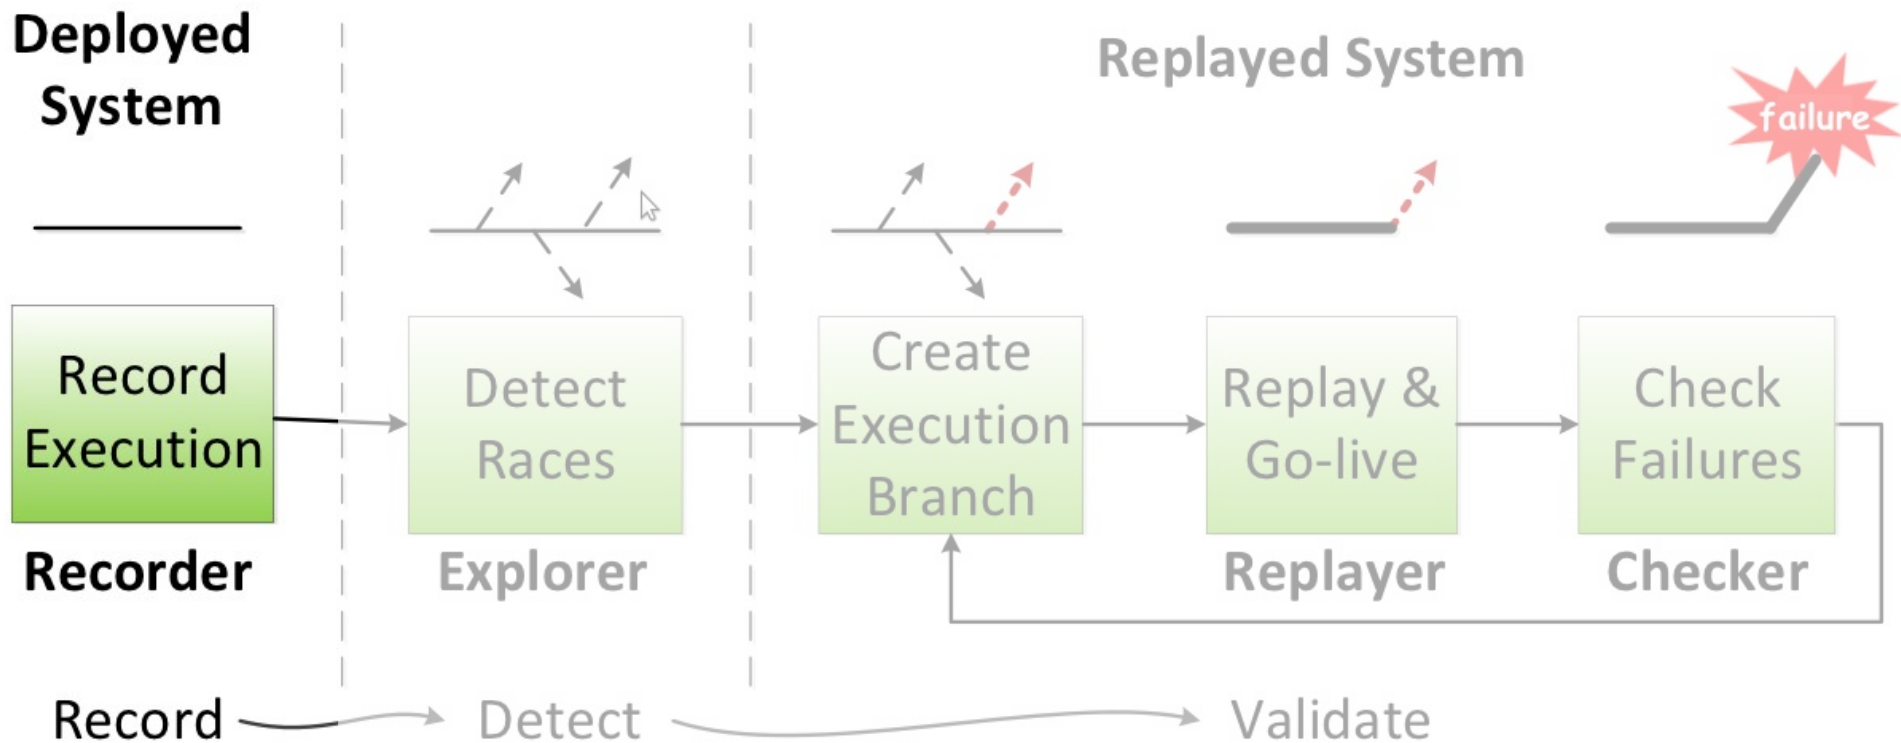 Deployed
System
Replayed System
failure
Record
Execution
Detect
Races
Create
Execution
Branch
Replay &
Go-live
Check
Failures
Recorder
Explorer
Replayer
Checker
Record
Detect
Validate